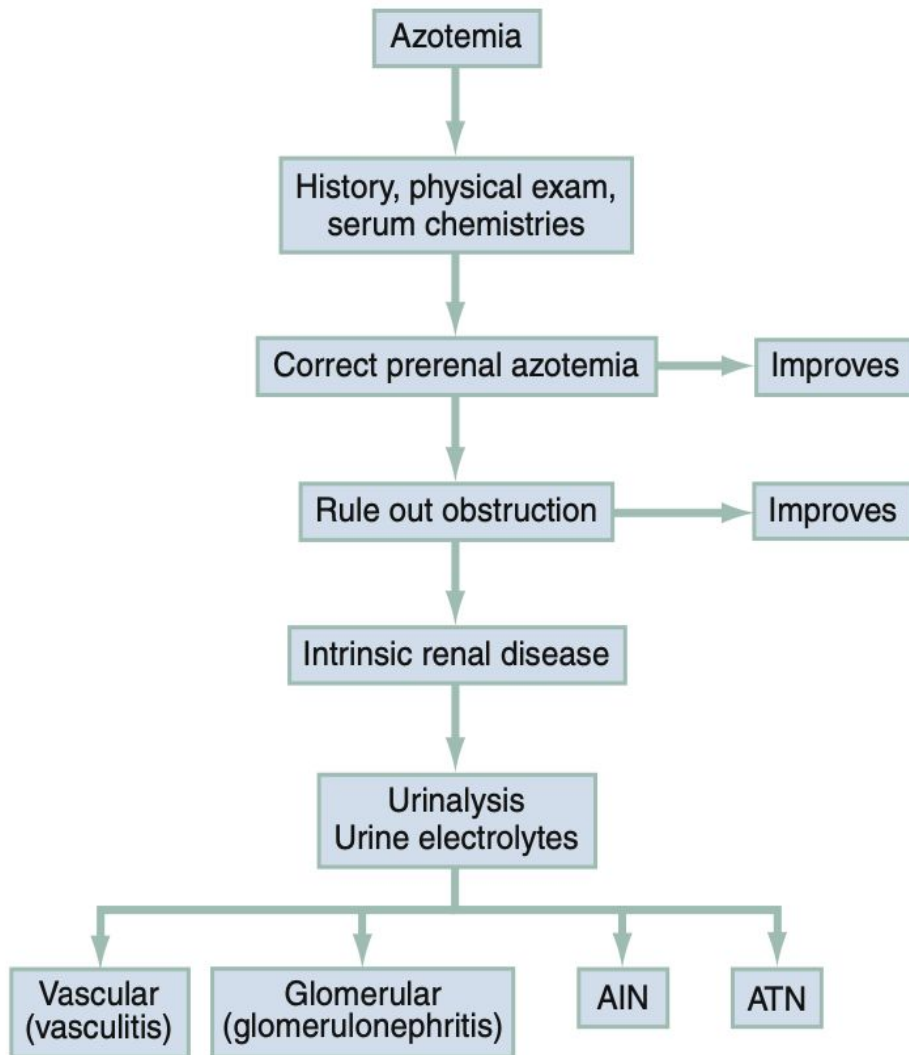 Azotemia
History, physical exam,
serum chemistries
Correct prerenal azotemia
Improves
Rule out obstruction
Improves
Intrinsic renal disease
Urinalysis
Urine electrolytes
Vascular
(vasculitis)
Glomerular
(glomerulonephritis)
AIN
ATN